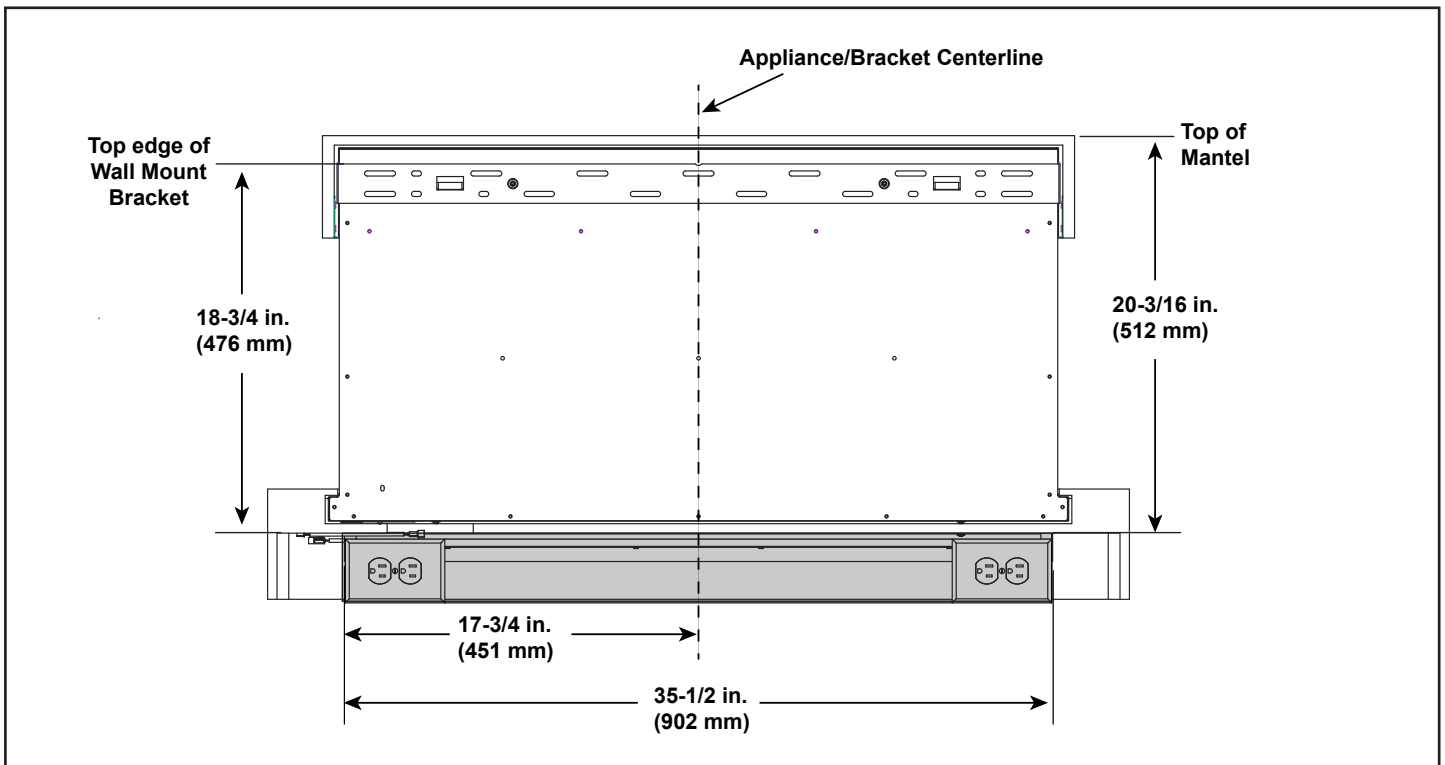 Appliance/Bracket Centerline
Top edge of
Wall Mount
Bracket
Top of
Mantel
18-3/4 in.
(476 mm)
20-3/16 in.
(512 mm)
17-3/4 in.
(451 mm)
35-1/2 in.
(902 mm)